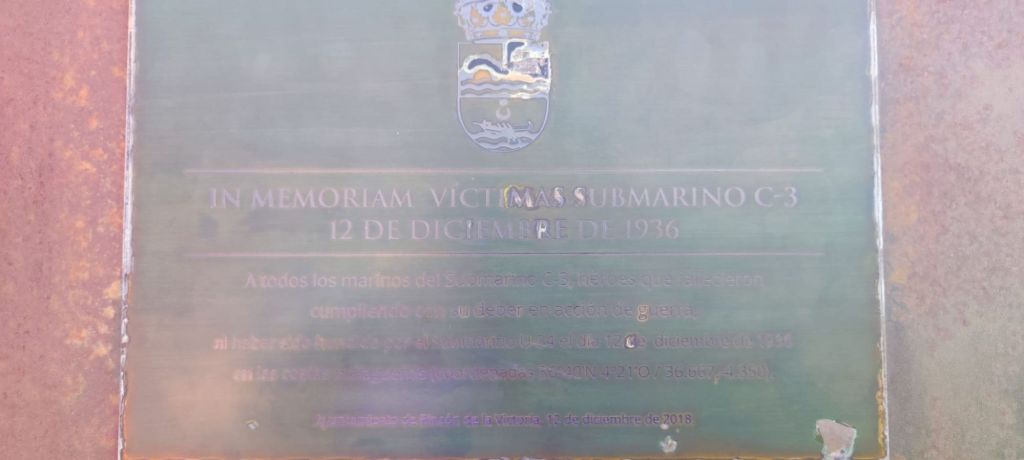 IN MEMORIAM VÍCTIMAS SUBMARINO C-3
12 DE DICIEMBRE DE 1936
A todos los marinos del Submarino C-3, héroes que fallecieron
cumpliendo con su deber en acción de guerra,
al haber sido hundido por el submarino U-34 el día 12 de diciembre de 1936
en las costas malagueñas (coordenadas 36º40'N 4º21'O / 36.667,-4.350).
Ayuntamiento de Rincón de la Victoria, 12 de diciembre de 2018